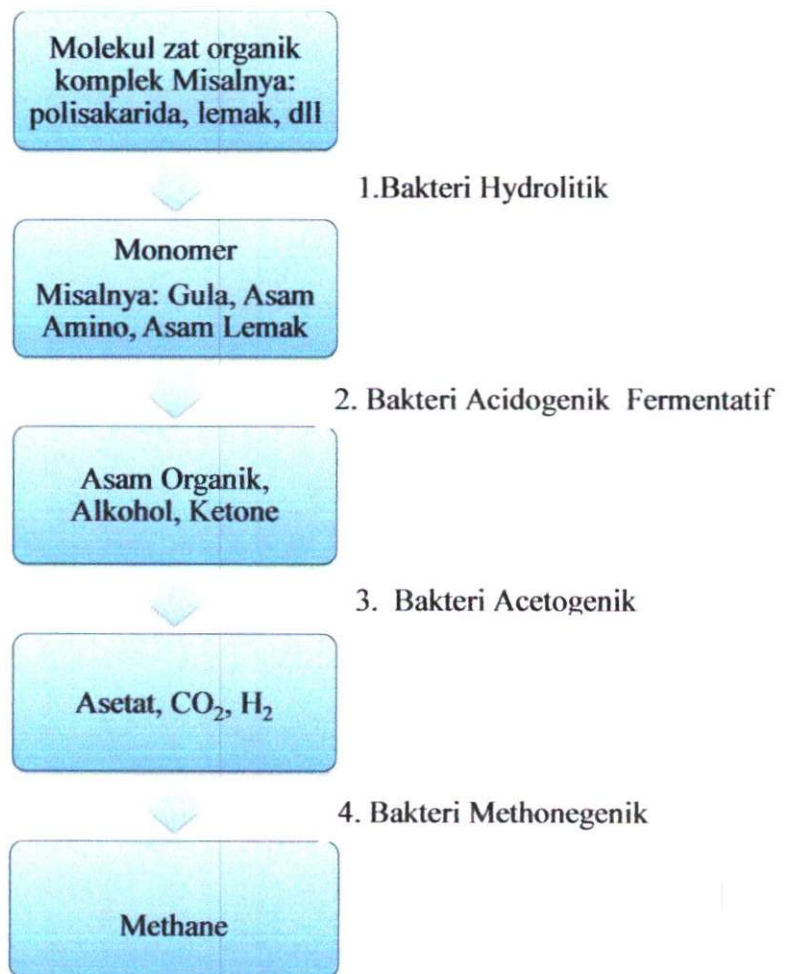 Molekul zat organik
komplek Misalnya:
polisakarida, lemak, dll
1.Bakteri Hydrolitik
Monomer
Misalnya: Gula, Asam
Amino, Asam Lemak
2. Bakteri Acidogenik Fermentatif
Asam Organik,
Alkohol, Ketone
3. Bakteri Acetogenik
Asetat, CO₂, H₂
4. Bakteri Methonegenik
Methane